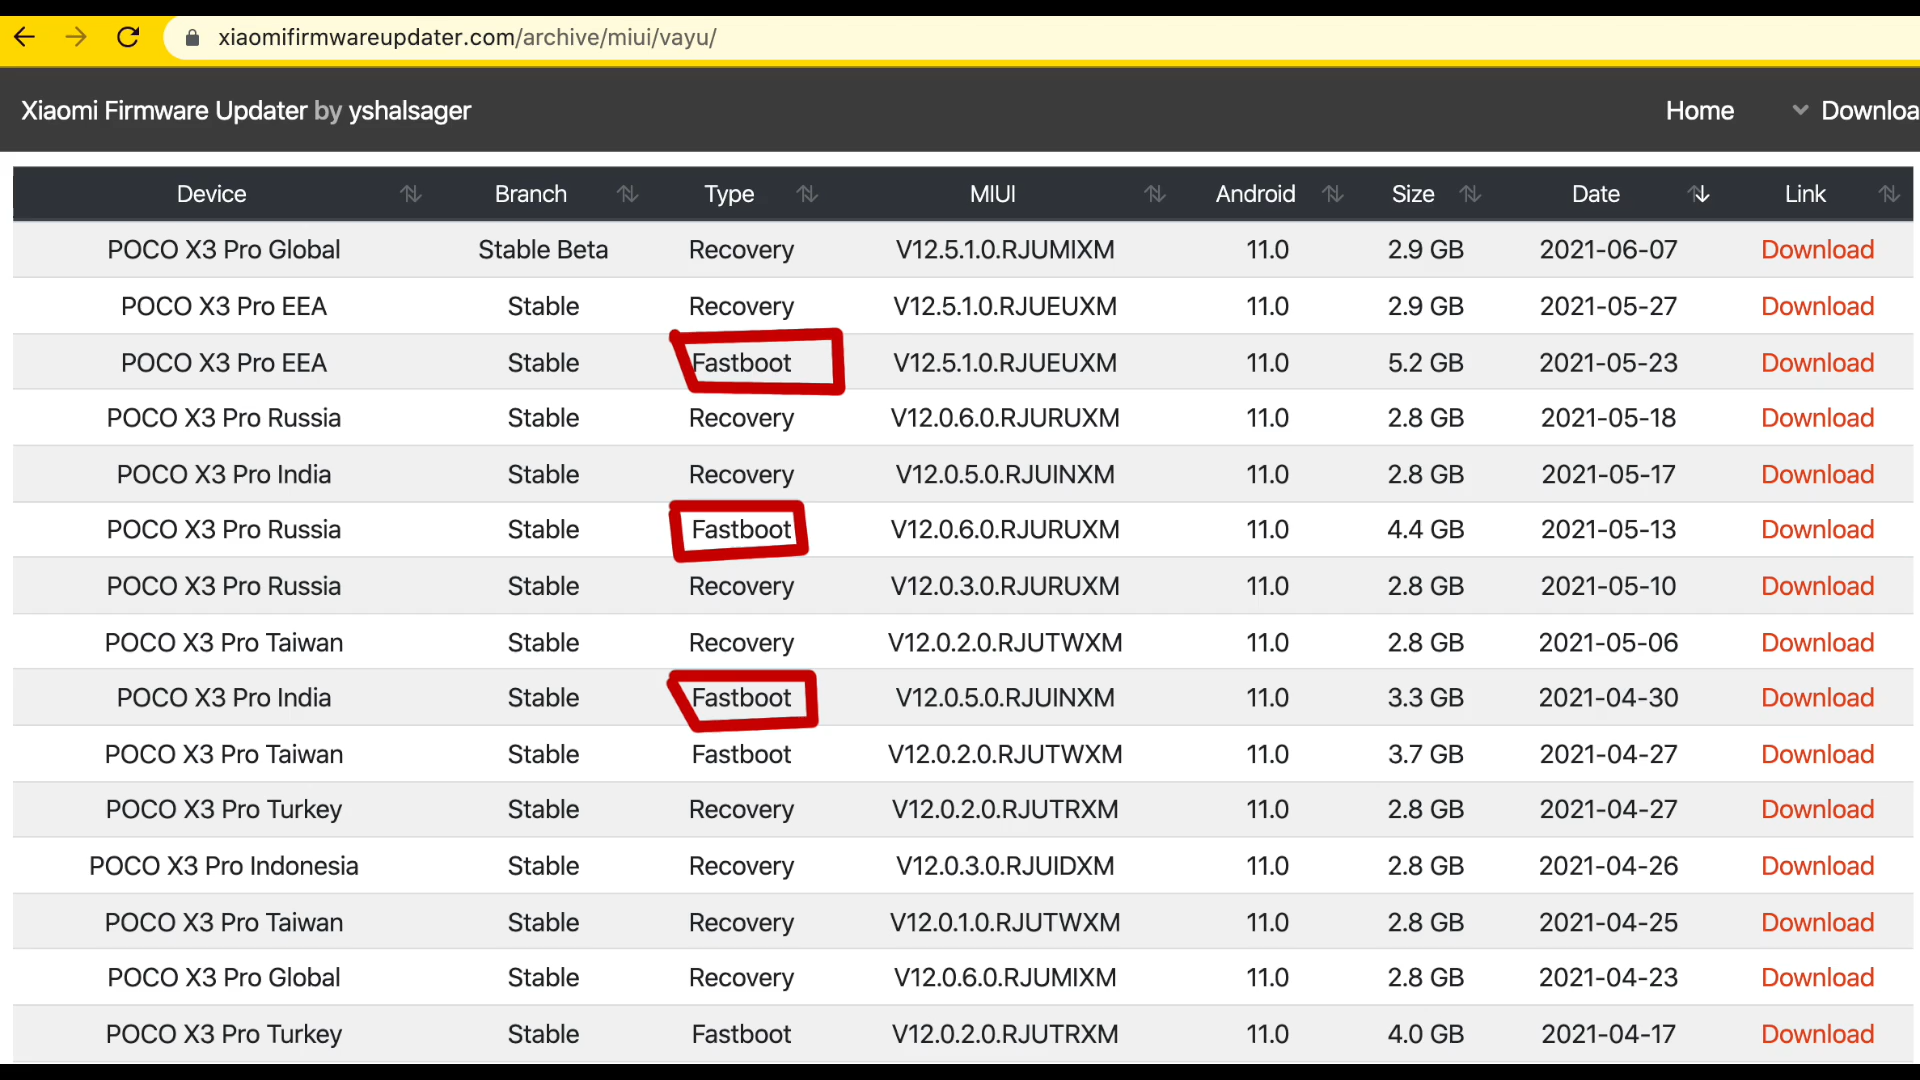 xiaomifirmwareupdater.com/archive/miui/vayu/
Xiaomi Firmware Updater by yshalsager Home Downloa
Device Branch Type MIUI Android Size Date Link
POCO X3 Pro Global Stable Beta Recovery V12.5.1.0.RJUMIXM 11.0 2.9 GB 2021-06-07 Download
POCO X3 Pro EEA Stable Recovery V12.5.1.0.RJUEUXM 11.0 2.9 GB 2021-05-27 Download
POCO X3 Pro EEA Stable Fastboot V12.5.1.0.RJUEUXM 11.0 5.2 GB 2021-05-23 Download
POCO X3 Pro Russia Stable Recovery V12.0.6.0.RJURUXM 11.0 2.8 GB 2021-05-18 Download
POCO X3 Pro India Stable Recovery V12.0.5.0.RJUINXM 11.0 2.8 GB 2021-05-17 Download
POCO X3 Pro Russia Stable Fastboot V12.0.6.0.RJURUXM 11.0 4.4 GB 2021-05-13 Download
POCO X3 Pro Russia Stable Recovery V12.0.3.0.RJURUXM 11.0 2.8 GB 2021-05-10 Download
POCO X3 Pro Taiwan Stable Recovery V12.0.2.0.RJUTWXM 11.0 2.8 GB 2021-05-06 Download
POCO X3 Pro India Stable Fastboot V12.0.5.0.RJUINXM 11.0 3.3 GB 2021-04-30 Download
POCO X3 Pro Taiwan Stable Fastboot V12.0.2.0.RJUTWXM 11.0 3.7 GB 2021-04-27 Download
POCO X3 Pro Turkey Stable Recovery V12.0.2.0.RJUTRXM 11.0 2.8 GB 2021-04-27 Download
POCO X3 Pro Indonesia Stable Recovery V12.0.3.0.RJUIDXM 11.0 2.8 GB 2021-04-26 Download
POCO X3 Pro Taiwan Stable Recovery V12.0.1.0.RJUTWXM 11.0 2.8 GB 2021-04-25 Download
POCO X3 Pro Global Stable Recovery V12.0.6.0.RJUMIXM 11.0 2.8 GB 2021-04-23 Download
POCO X3 Pro Turkey Stable Fastboot V12.0.2.0.RJUTRXM 11.0 4.0 GB 2021-04-17 Download